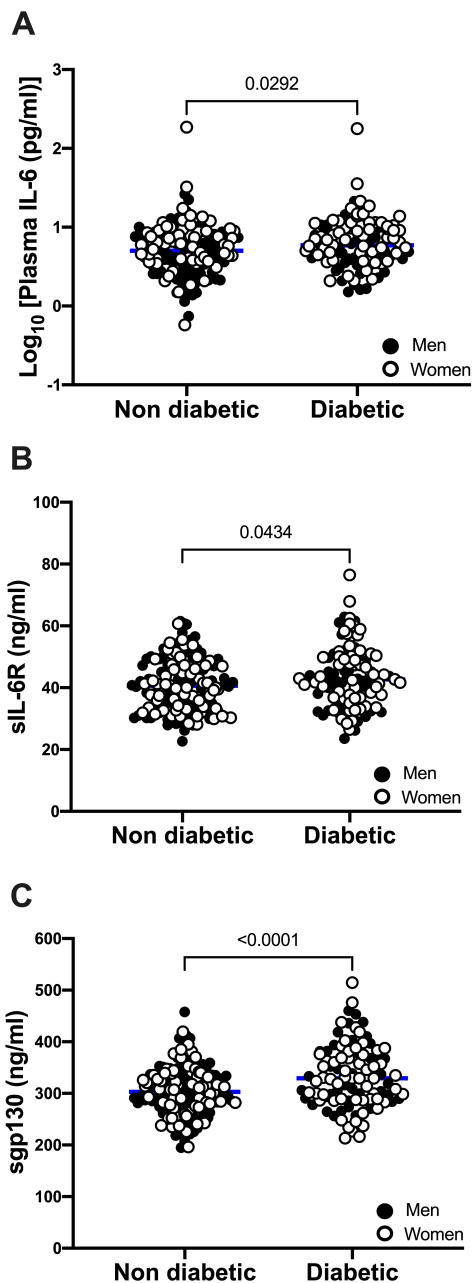 A
Log10 [Plasma IL-6 (pg/ml)]
3
2
1
0
-1
0.0292
Men
Women
Non diabetic
Diabetic
B
sIL-6R (ng/ml)
100
80
60
40
20
0
0.0434
Men
Women
Non diabetic
Diabetic
C
sgp130 (ng/ml)
600
500
400
300
200
100
0
<0.0001
Men
Women
Non diabetic
Diabetic